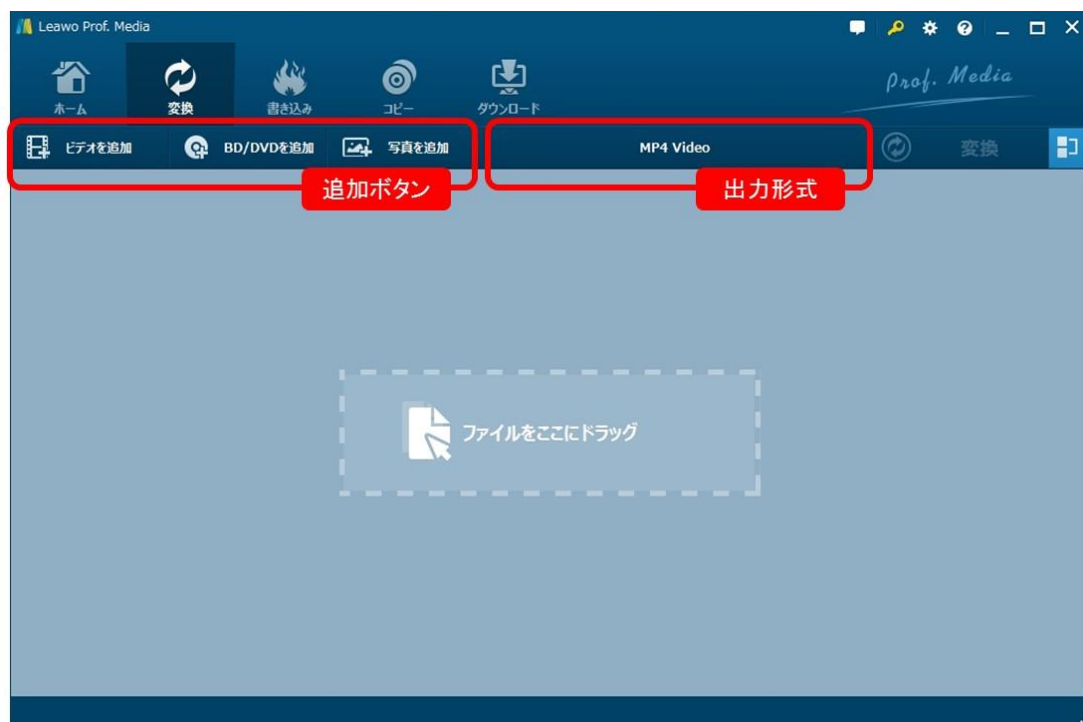 Leawo Prof. Media
ホーム
変換
書き込み
コピー
ダウンロード
Prof. Media
ビデオを追加
BD/DVDを追加
写真を追加
MP4 Video
変換
追加ボタン
出力形式
ファイルをここにドラッグ